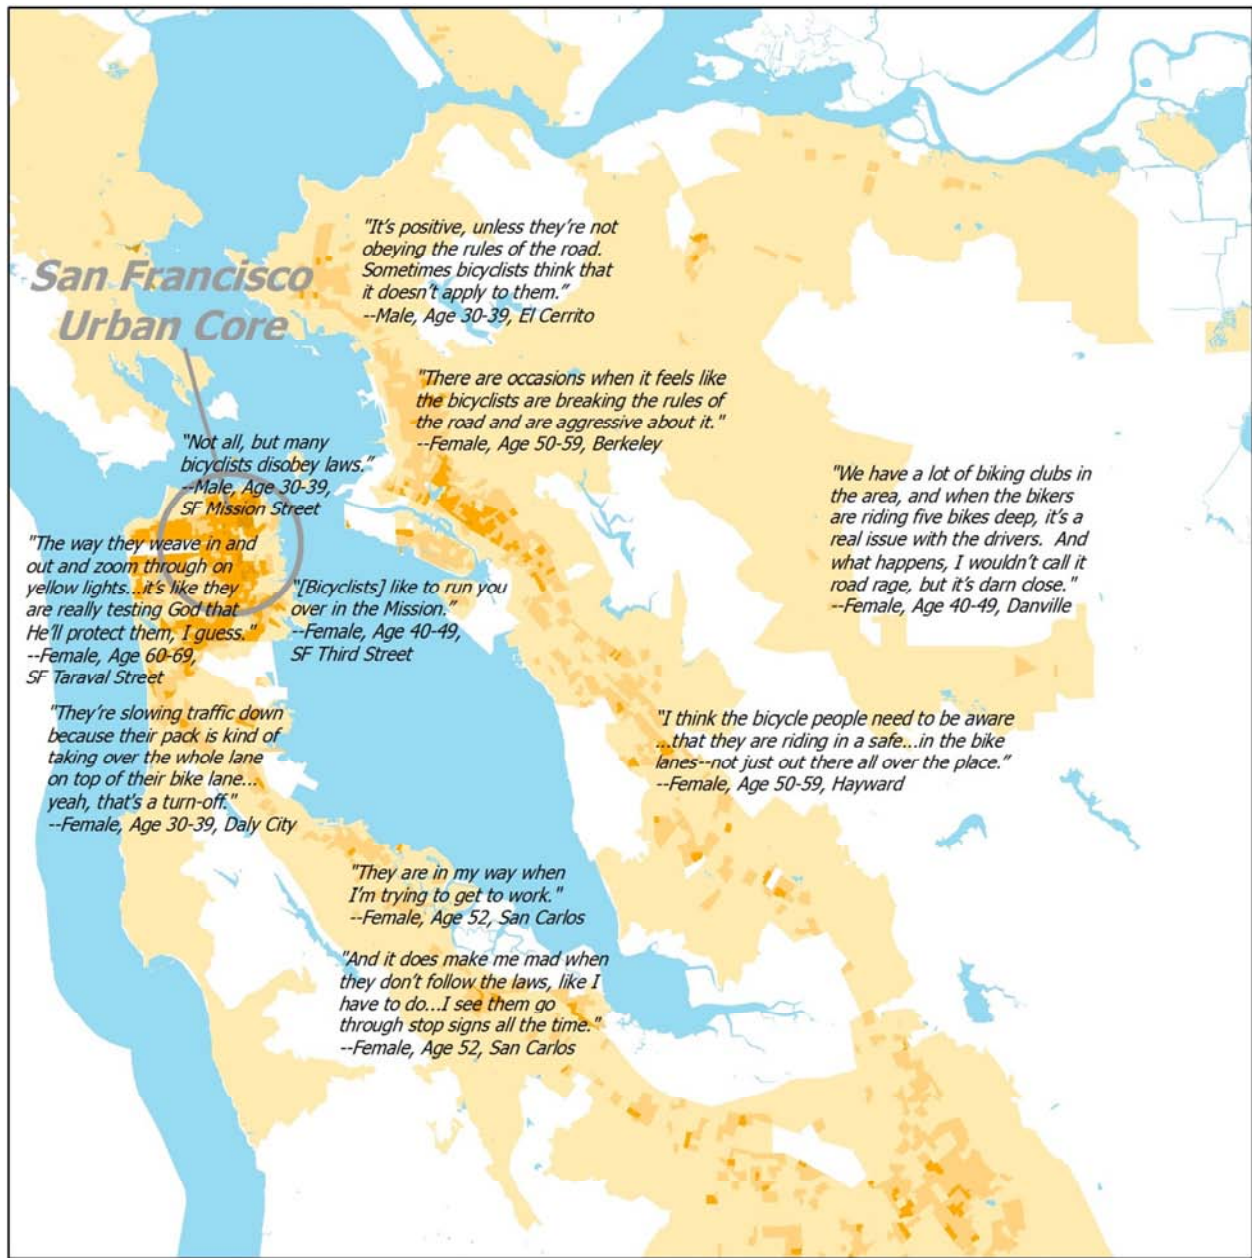 "It's positive, unless they're not
obeying the rules of the road.
Sometimes bicyclists think that
it doesn't apply to them."
--Male, Age 30-39, El Cerrito
San Francisco
Urban Core
"There are occasions when it feels like
the bicyclists are breaking the rules of
the road and are aggressive about it."
--Female, Age 50-59, Berkeley
"Not all, but many
bicyclists disobey laws."
--Male, Age 30-39,
SF Mission Street
"We have a lot of biking clubs in
the area, and when the bikers
are riding five bikes deep, it's a
real issue with the drivers.  And
what happens, I wouldn't call it
road rage, but it's darn close."
--Female, Age 40-49, Danville
"The way they weave in and
out and zoom through on
yellow lights...it's like they
are really testing God that
He'll protect them, I guess."
--Female, Age 60-69,
SF Taraval Street
"[Bicyclists] like to run you
over in the Mission."
--Female, Age 40-49,
SF Third Street
"They're slowing traffic down
because their pack is kind of
taking over the whole lane
on top of their bike lane...
yeah, that's a turn-off."
--Female, Age 30-39, Daly City
"I think the bicycle people need to be aware
...that they are riding in a safe...in the bike
lanes--not just out there all over the place."
--Female, Age 50-59, Hayward
"They are in my way when
I'm trying to get to work."
--Female, Age 52, San Carlos
"And it does make me mad when
they don't follow the laws, like I
have to do...I see them go
through stop signs all the time."
--Female, Age 52, San Carlos